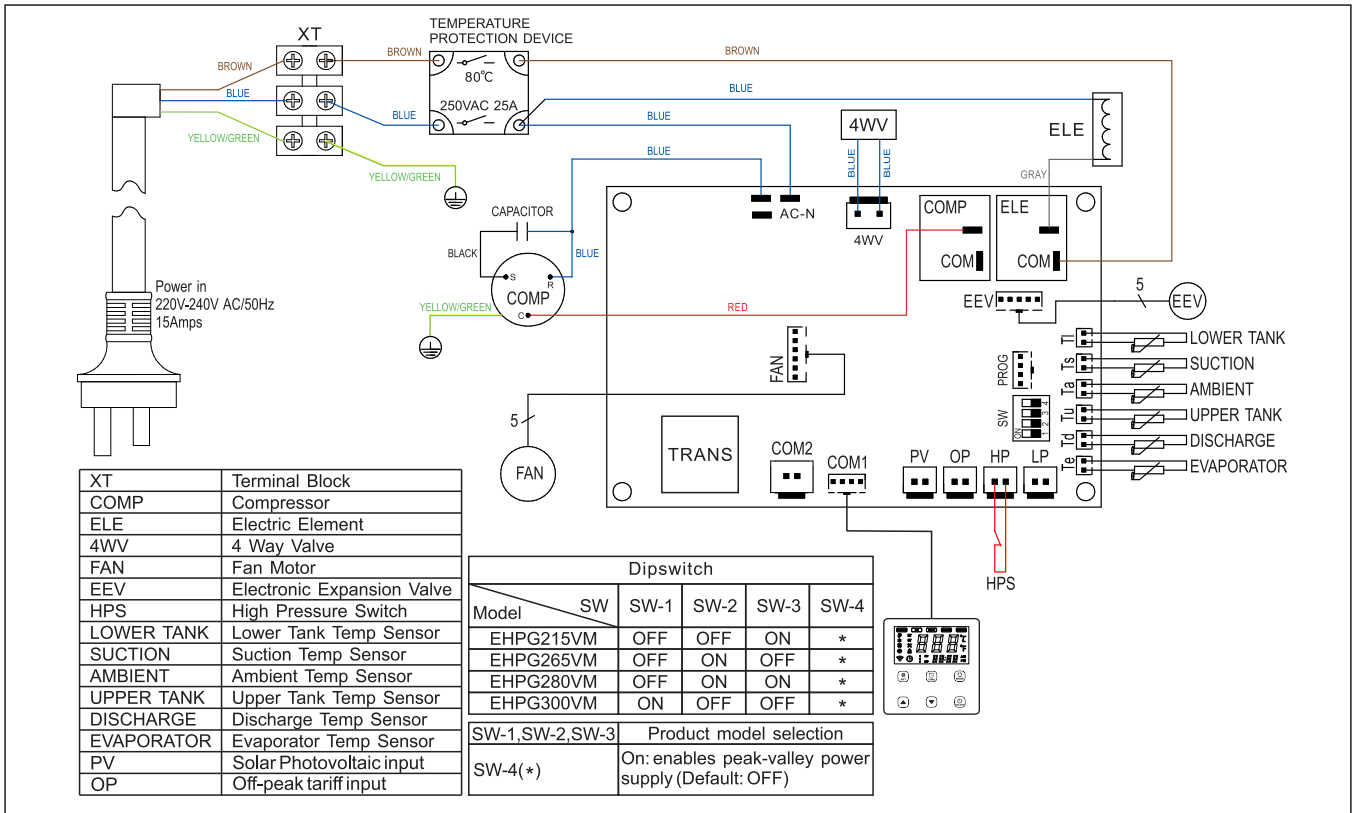 XT
TEMPERATURE
PROTECTION DEVICE
BROWN
BROWN
BROWN
80℃
250VAC 25A
BLUE
BLUE
BLUE
BLUE
BLUE
YELLOW/GREEN
YELLOW/GREEN
4WV
BLUE
BLUE
ELE
GRAY
AC-N
4WV
COMP
COM
ELE
COM
CAPACITOR
BLACK
BLUE
S
R
COMP
C
YELLOW/GREEN
RED
Power in
220V-240V AC/50Hz
15Amps
EEV
5
EEV
FAN
5
FAN
PROG
SW
ON
1 2 3 4
Tl
LOWER TANK
Ts
SUCTION
Ta
AMBIENT
Tu
UPPER TANK
Td
DISCHARGE
Te
EVAPORATOR
TRANS
COM2
COM1
PV
OP
HP
LP
HPS
XT Terminal Block
COMP Compressor
ELE Electric Element
4WV 4 Way Valve
FAN Fan Motor
EEV Electronic Expansion Valve
HPS High Pressure Switch
LOWER TANK Lower Tank Temp Sensor
SUCTION Suction Temp Sensor
AMBIENT Ambient Temp Sensor
UPPER TANK Upper Tank Temp Sensor
DISCHARGE Discharge Temp Sensor
EVAPORATOR Evaporator Temp Sensor
PV Solar Photovoltaic input
OP Off-peak tariff input
Dipswitch
Model SW SW-1 SW-2 SW-3 SW-4
EHPG215VM OFF OFF ON *
EHPG265VM OFF ON OFF *
EHPG280VM OFF ON ON *
EHPG300VM ON OFF OFF *
SW-1,SW-2,SW-3 Product model selection
SW-4(*) On: enables peak-valley power
supply (Default: OFF)